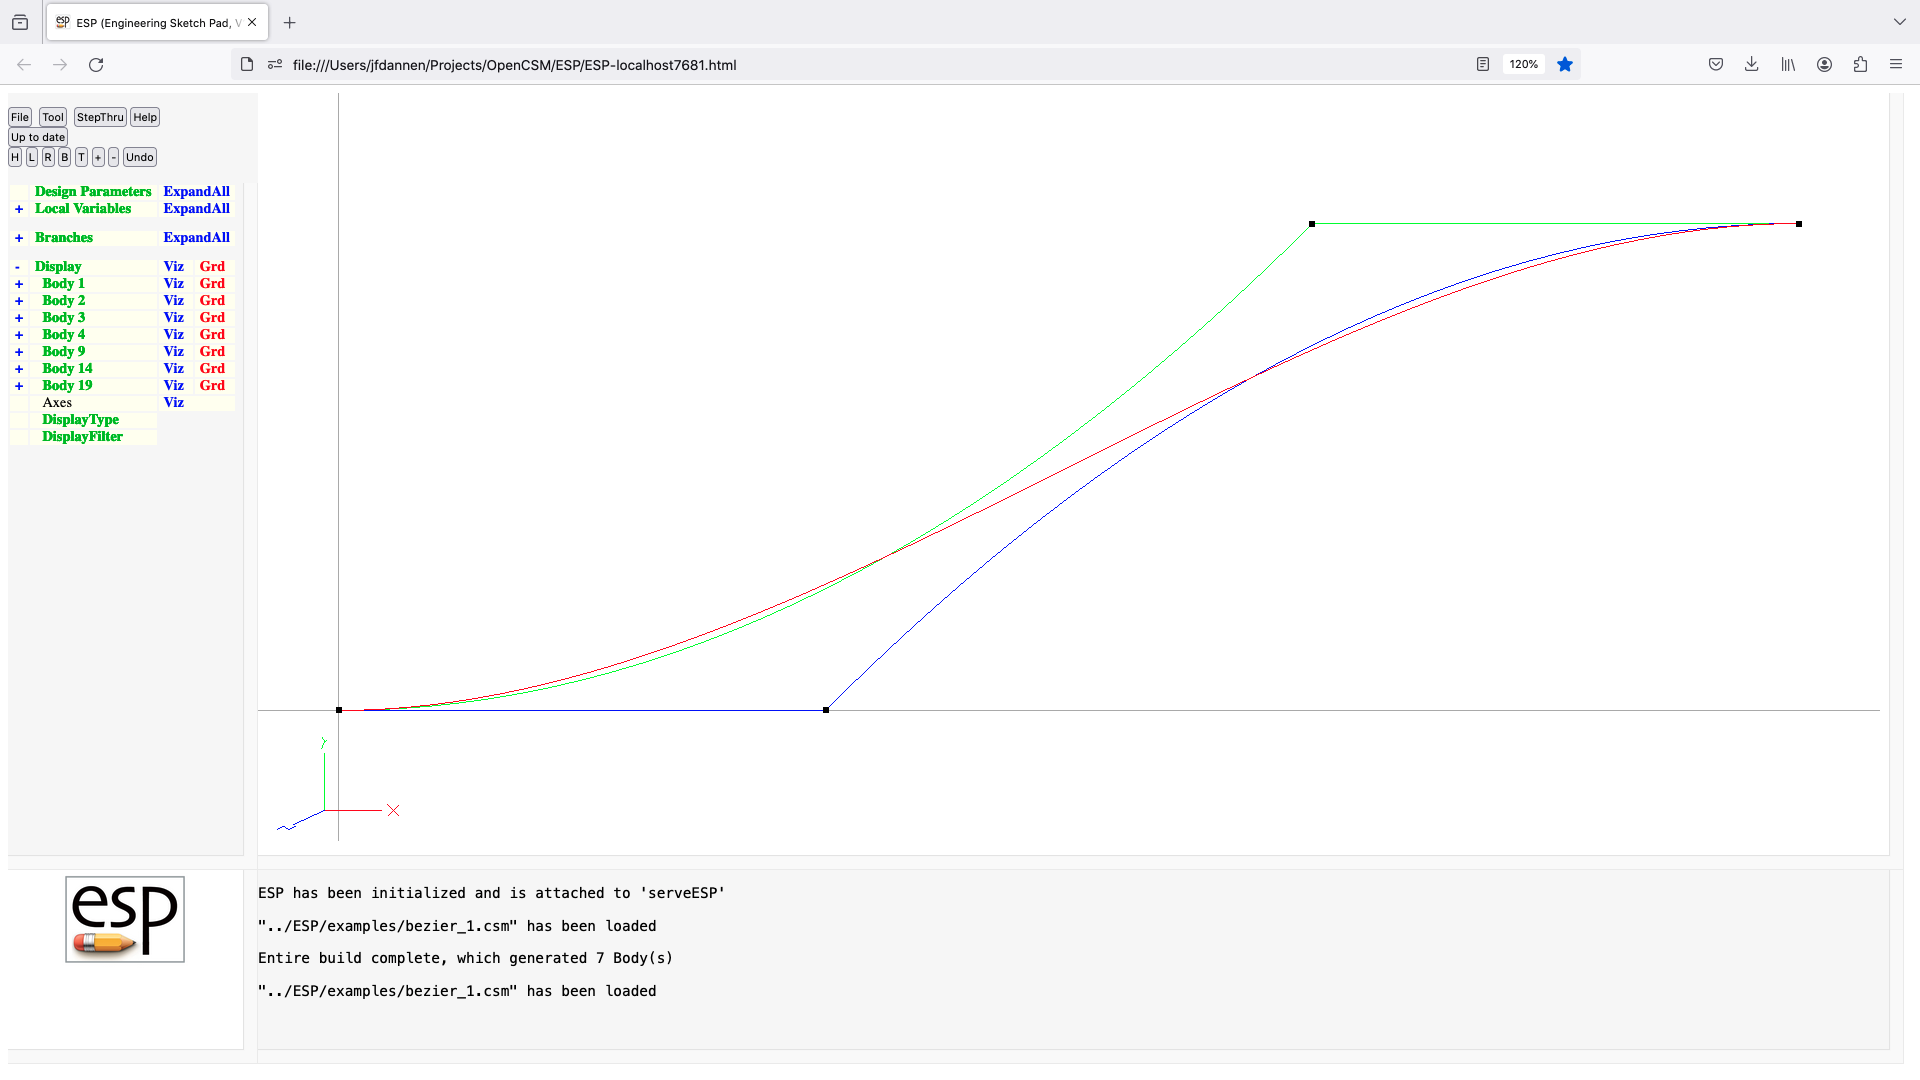 esp ESP (Engineering Sketch Pad, V
file:///Users/jfdannen/Projects/OpenCSM/ESP/ESP-localhost7681.html 120%
File Tool StepThru Help
Up to date
H L R B T + - Undo
Design Parameters ExpandAll
+ Local Variables ExpandAll
+ Branches ExpandAll
- Display Viz Grd
+ Body 1 Viz Grd
+ Body 2 Viz Grd
+ Body 3 Viz Grd
+ Body 4 Viz Grd
+ Body 9 Viz Grd
+ Body 14 Viz Grd
+ Body 19 Viz Grd
Axes Viz
DisplayType
DisplayFilter
Y
X
Z
esp
ESP has been initialized and is attached to 'serveESP'
"../ESP/examples/bezier_1.csm" has been loaded
Entire build complete, which generated 7 Body(s)
"../ESP/examples/bezier_1.csm" has been loaded